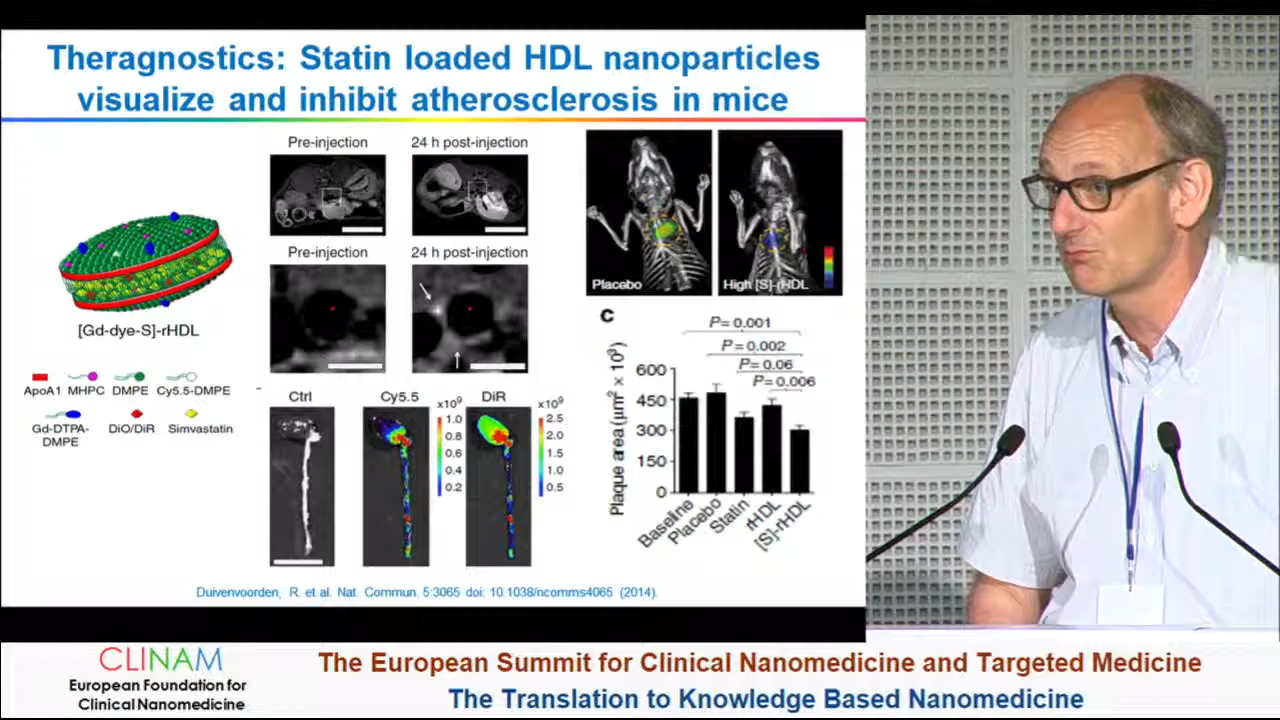 Theragnostics: Statin loaded HDL nanoparticles
visualize and inhibit atherosclerosis in mice
Pre-injection
24 h post-injection
[Gd-dye-S]-rHDL
ApoA1 MHPC DMPE Cy5.5-DMPE
Gd-DTPA-
DMPE
DiO/DiR
Simvastatin
Pre-injection
24 h post-injection
Ctrl
Cy5.5
x10⁹
1.0
0.8
0.6
0.4
0.2
DiR
x10⁹
2.5
2.0
1.5
1.0
0.5
Placebo
High [S]-rHDL
C
P= 0.001
P= 0.002
P= 0.06
P= 0.006
Plaque area (μm² × 10³)
600
450
300
150
0
Baseline
Placebo
Statin
rHDL
[S]-rHDL
Duivenvoorden, R. et al. Nat. Commun. 5:3065 doi: 10.1038/ncomms4065 (2014).
CLINAM
European Foundation for
Clinical Nanomedicine
The European Summit for Clinical Nanomedicine and Targeted Medicine
The Translation to Knowledge Based Nanomedicine